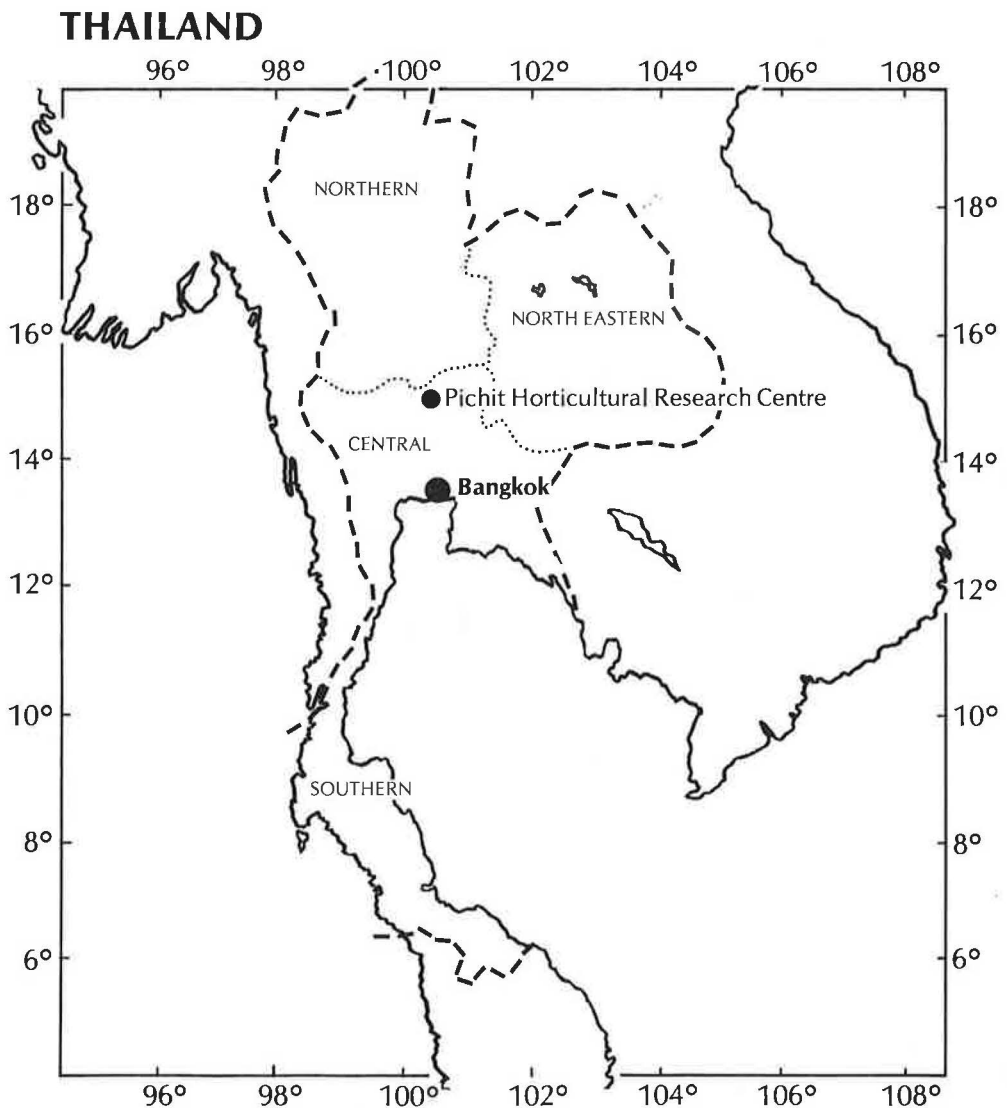 THAILAND
96° 98° 100° 102° 104° 106° 108°
18° 18°
NORTHERN
16° 16°
NORTH EASTERN
Pichit Horticultural Research Centre
CENTRAL
14° 14°
Bangkok
12° 12°
10° 10°
SOUTHERN
8° 8°
6° 6°
96° 98° 100° 102° 104° 106° 108°